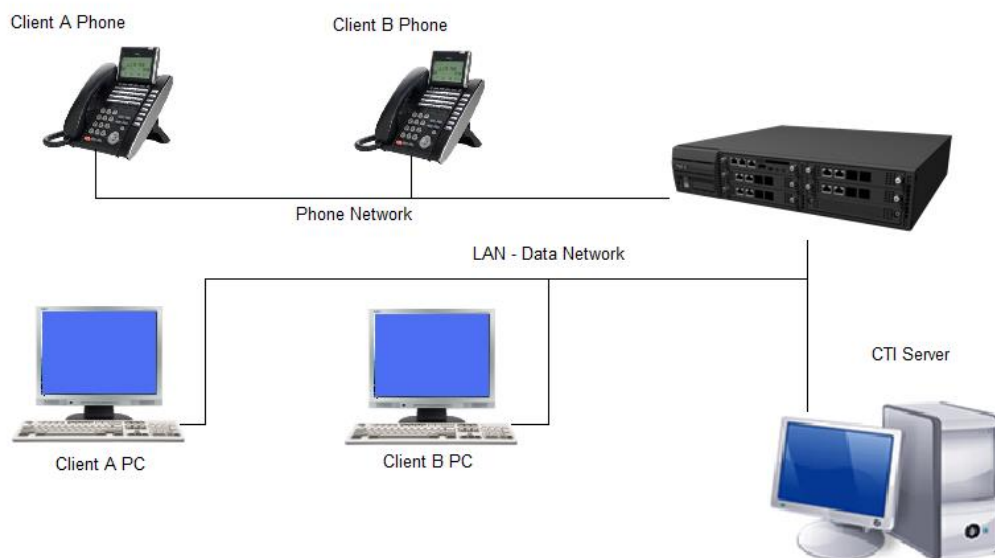 Client A Phone
Client B Phone
Phone Network
LAN - Data Network
CTI Server
Client A PC
Client B PC